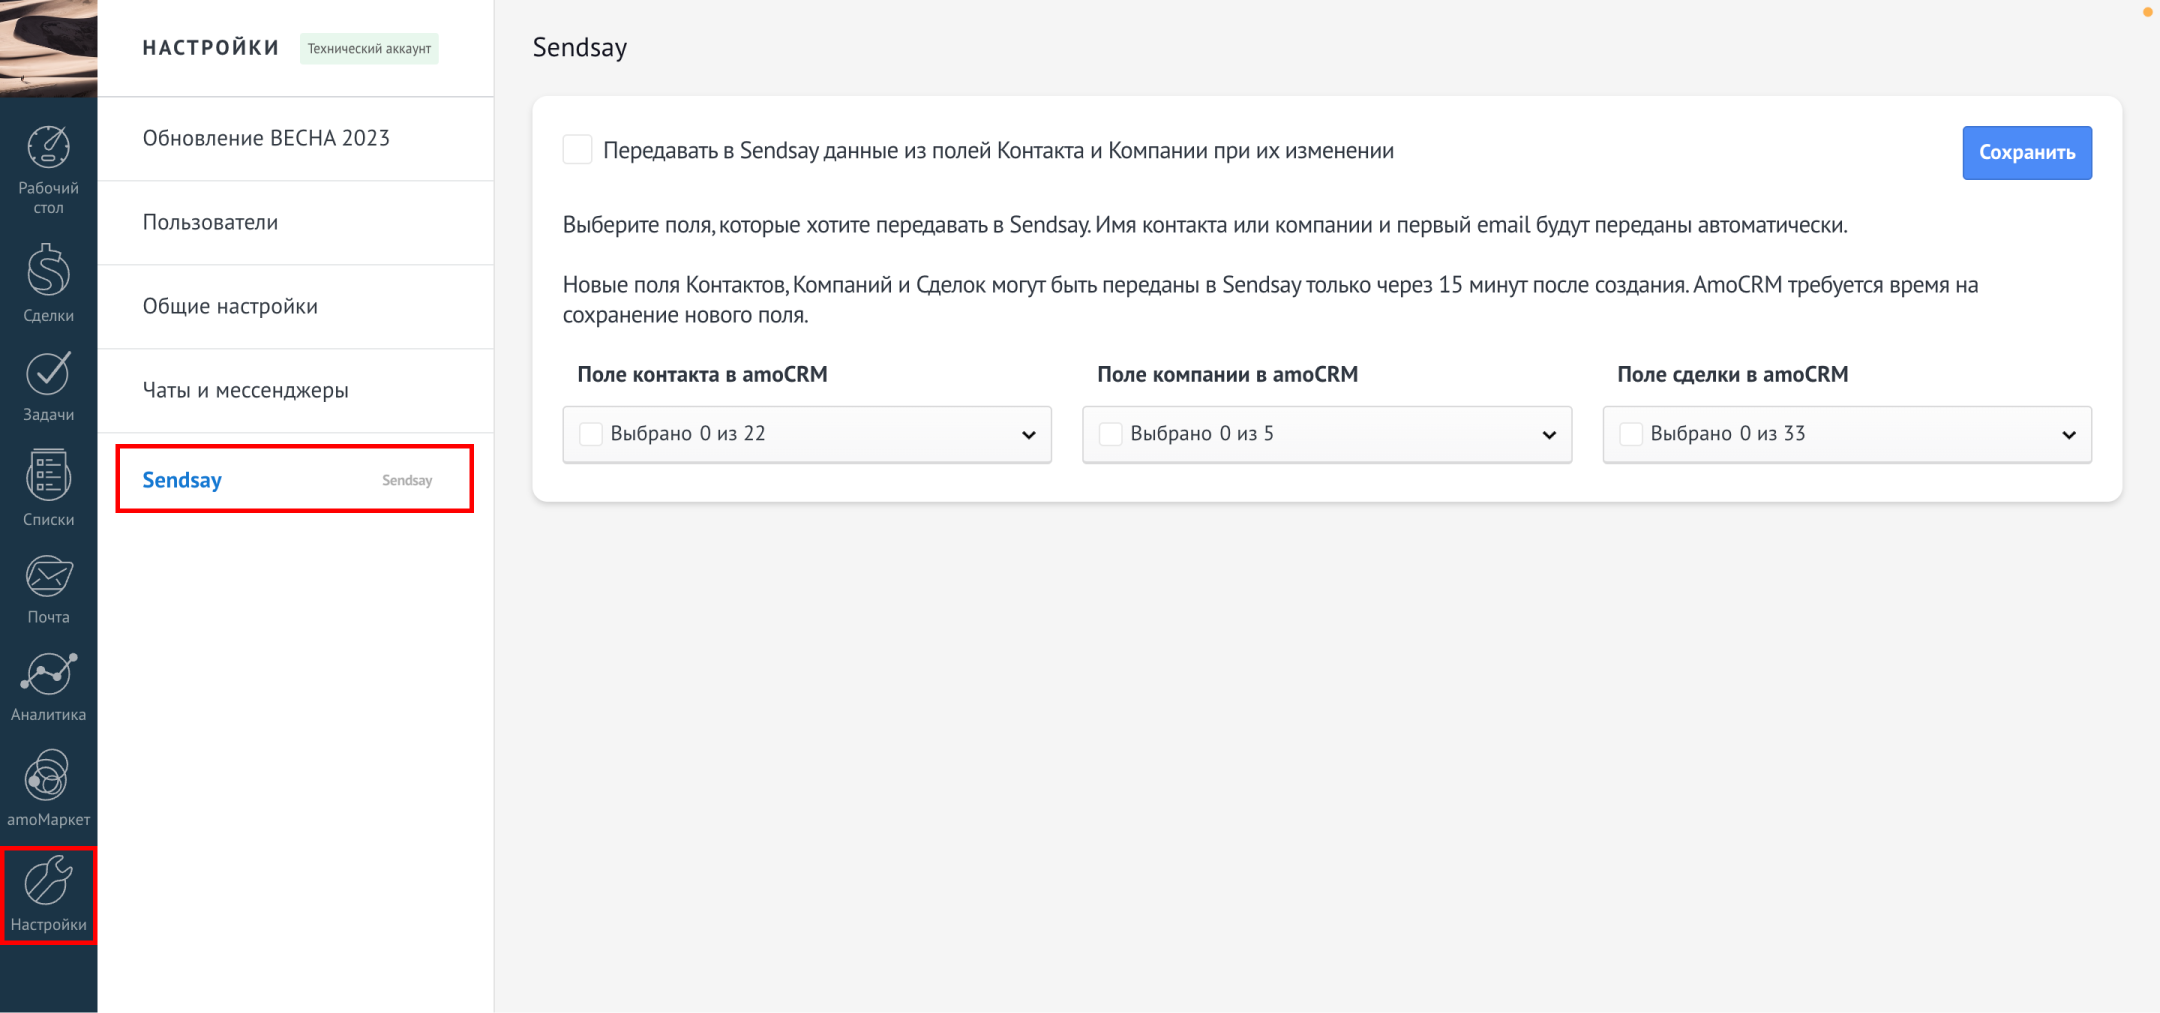 НАСТРОЙКИ
Технический аккаунт
Рабочий
стол
Сделки
Задачи
Списки
Почта
Аналитика
amoМаркет
Настройки
Обновление ВЕСНА 2023
Пользователи
Общие настройки
Чаты и мессенджеры
Sendsay
Sendsay
Sendsay
Передавать в Sendsay данные из полей Контакта и Компании при их изменении
Сохранить
Выберите поля, которые хотите передавать в Sendsay. Имя контакта или компании и первый email будут переданы автоматически.
Новые поля Контактов, Компаний и Сделок могут быть переданы в Sendsay только через 15 минут после создания. AmoCRM требуется время на
сохранение нового поля.
Поле контакта в amoCRM
Выбрано 0 из 22
Поле компании в amoCRM
Выбрано 0 из 5
Поле сделки в amoCRM
Выбрано 0 из 33